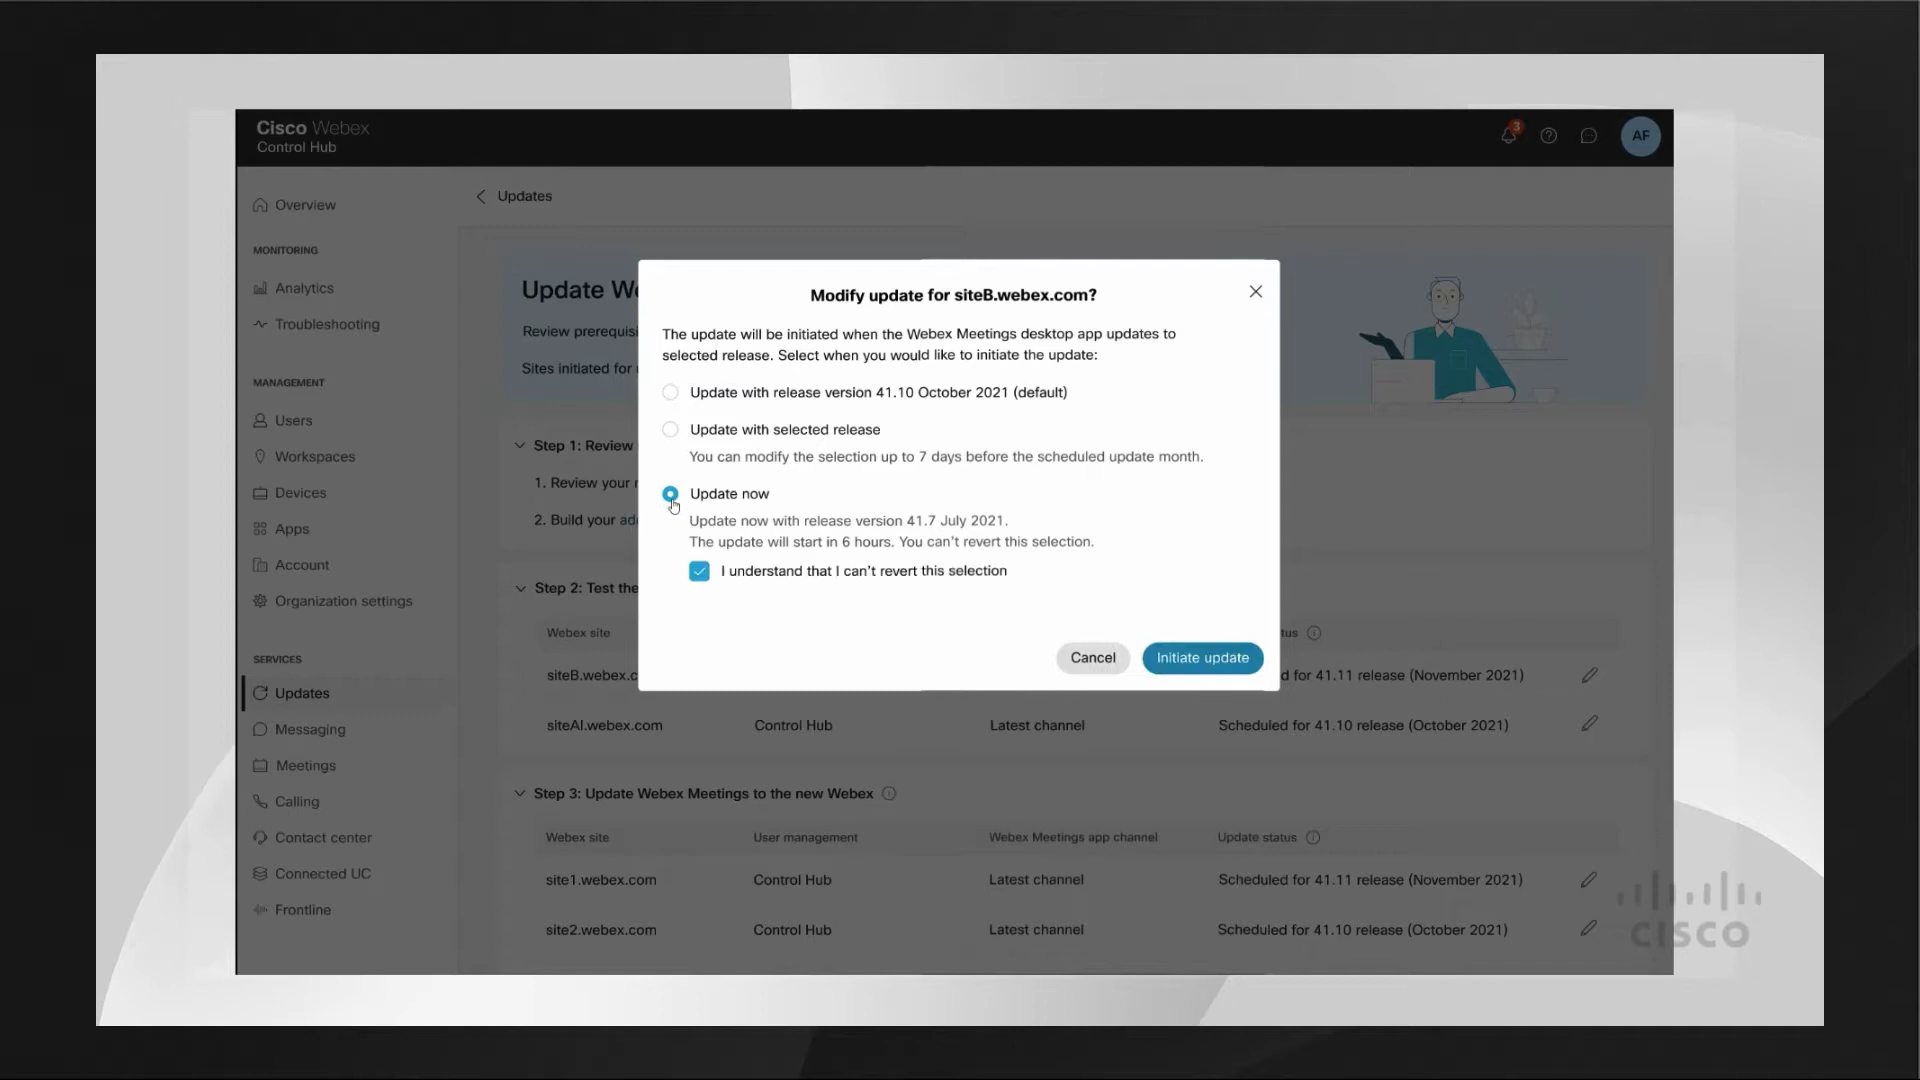 Cisco Webex
Control Hub
3
AF
Overview
MONITORING
Analytics
Troubleshooting
MANAGEMENT
Users
Workspaces
Devices
Apps
Account
Organization settings
SERVICES
Updates
Messaging
Meetings
Calling
Contact center
Connected UC
Frontline
Updates
Update
Review
Sites initiated for
Step 1: Review
1. Review your
2. Build your
Step 2: Test the
Webex site
siteB.webex.c
d for 41.11 release (November 2021)
siteAI.webex.com Control Hub Latest channel Scheduled for 41.10 release (October 2021)
Step 3: Update Webex Meetings to the new Webex
Webex site User management Webex Meetings app channel Update status
site1.webex.com Control Hub Latest channel Scheduled for 41.11 release (November 2021)
site2.webex.com Control Hub Latest channel Scheduled for 41.10 release (October 2021)
Modify update for siteB.webex.com?
The update will be initiated when the Webex Meetings desktop app updates to
selected release. Select when you would like to initiate the update:
Update with release version 41.10 October 2021 (default)
Update with selected release
You can modify the selection up to 7 days before the scheduled update month.
Update now
Update now with release version 41.7 July 2021.
The update will start in 6 hours. You can't revert this selection.
I understand that I can't revert this selection
Cancel
Initiate update
CISCO